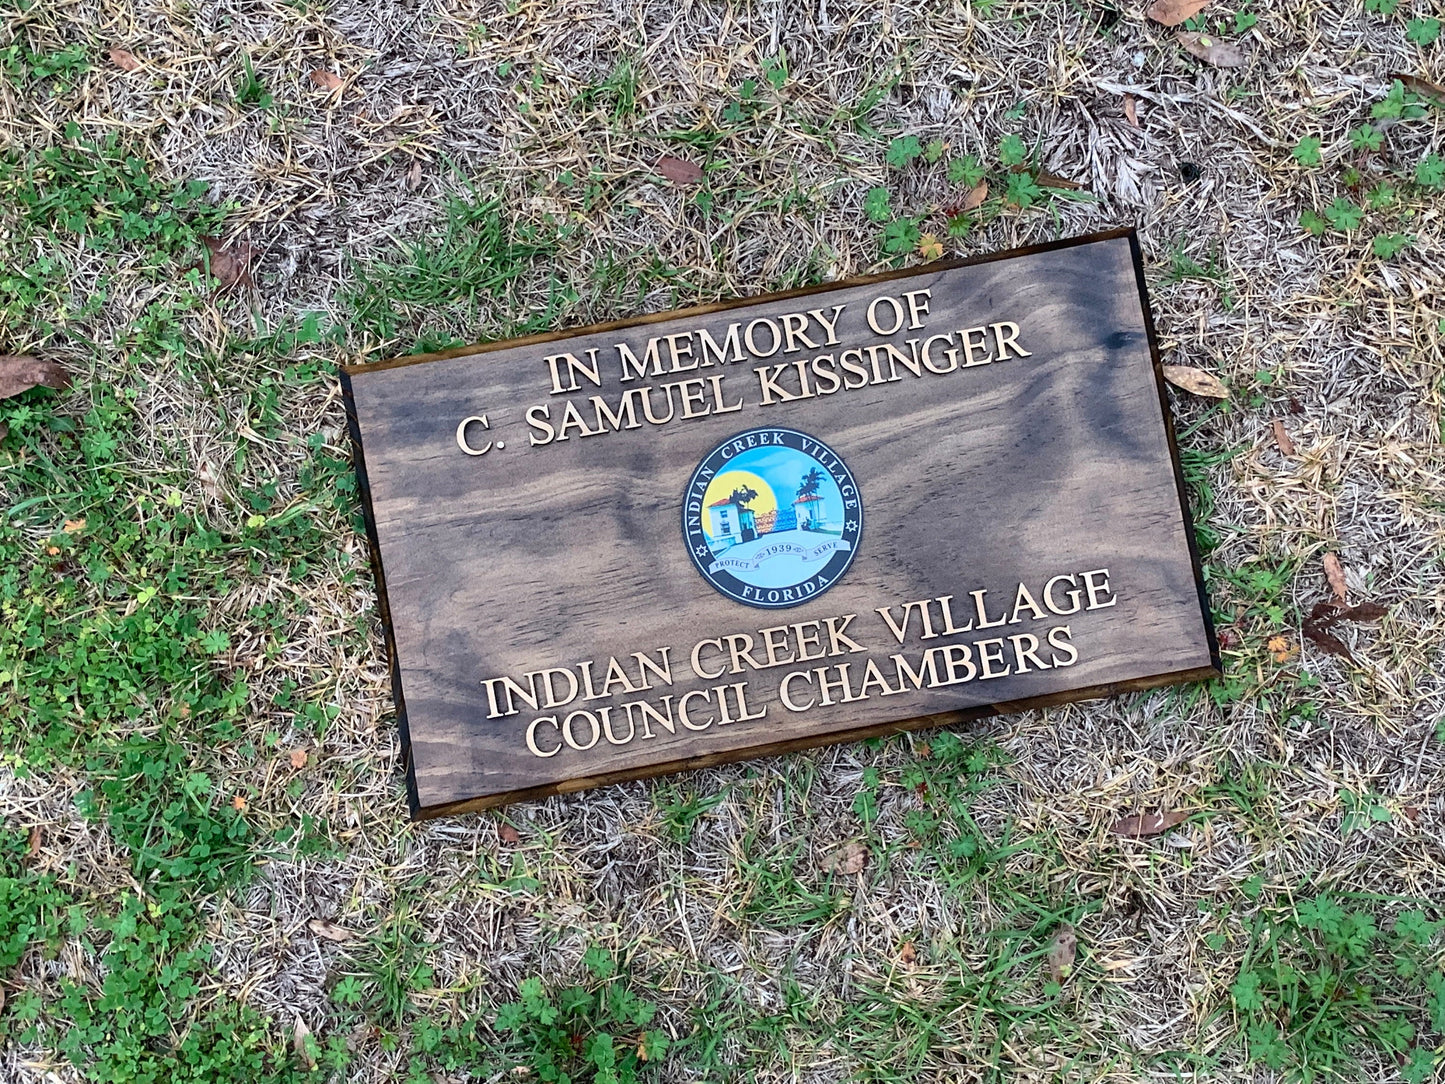 IN MEMORY OF
C. SAMUEL KISSINGER
INDIAN CREEK VILLAGE
1939
PROTECT SERVE
FLORIDA
INDIAN CREEK VILLAGE
COUNCIL CHAMBERS